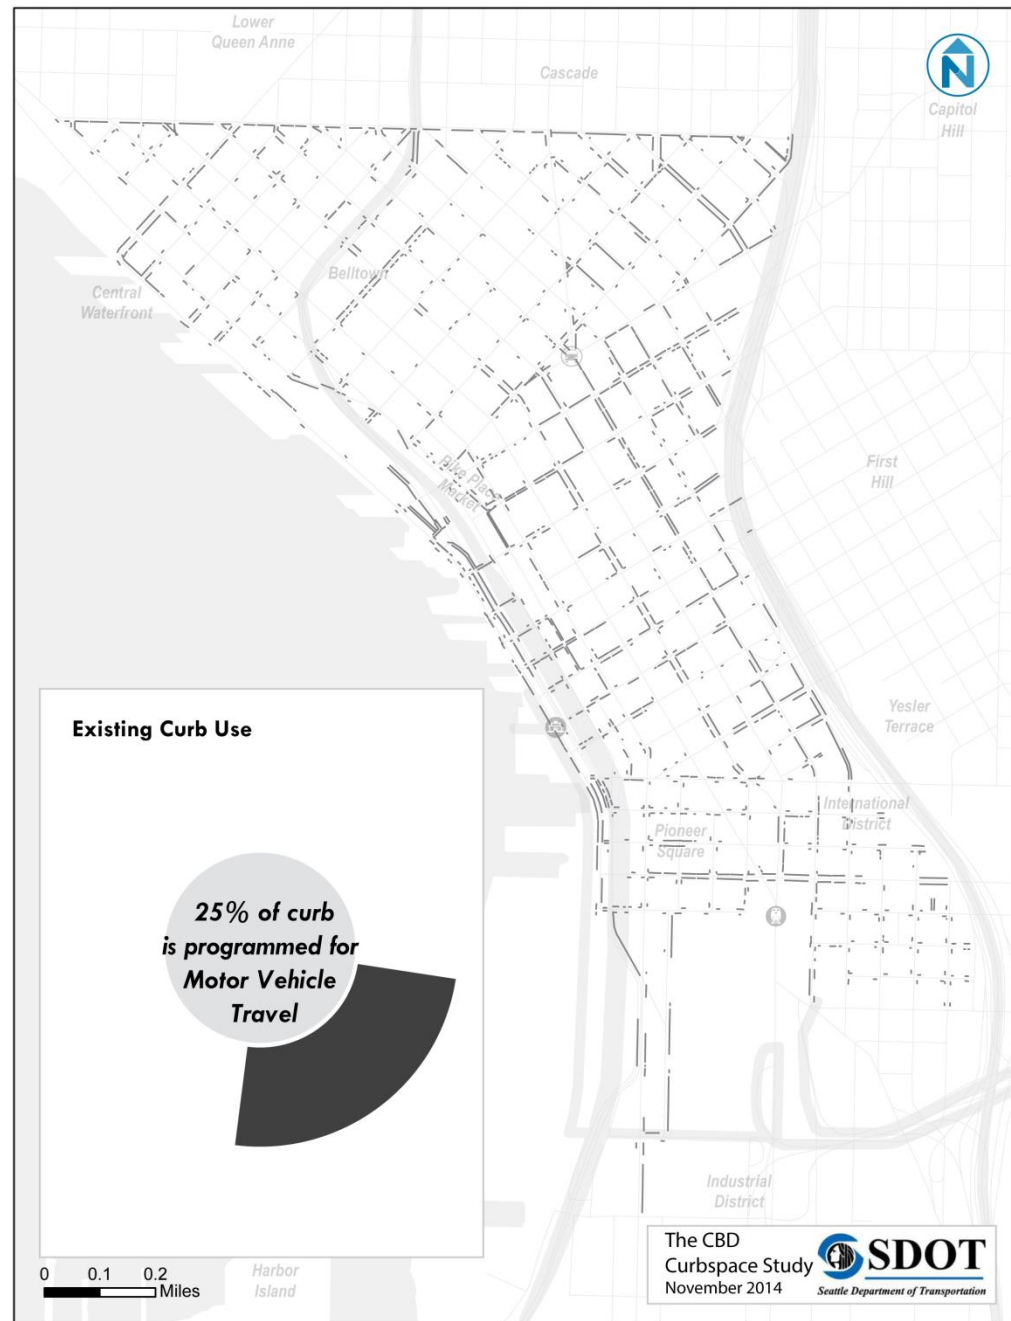 Lower
Queen Anne
Cascade
N
Capitol
Hill
Belltown
Central
Waterfront
Pike Place
Market
First
Hill
Existing Curb Use
Yesler
Terrace
International
District
Pioneer
Square
25% of curb
is programmed for
Motor Vehicle
Travel
Industrial
District
The CBD
Curbspace Study
November 2014
SDOT
Seattle Department of Transportation
Harbor
Island
0 0.1 0.2
Miles